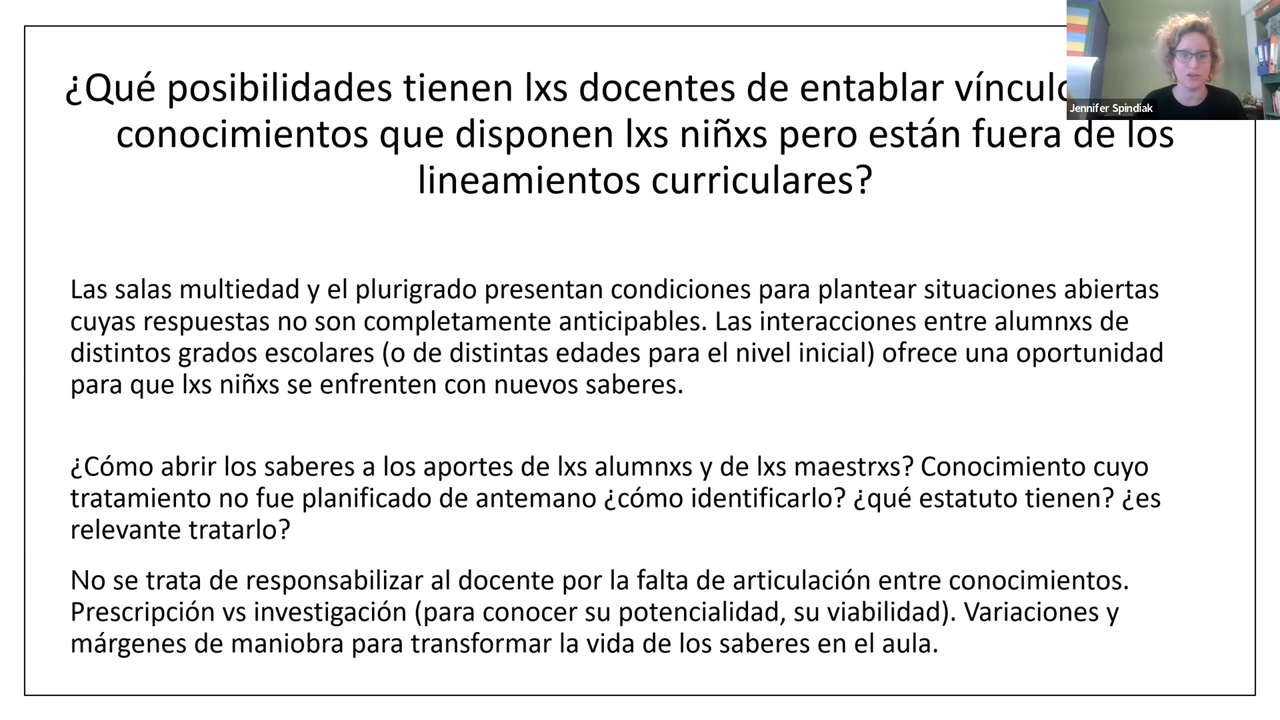 ¿Qué posibilidades tienen lxs docentes de entablar
conocimientos que disponen lxs niñxs pero están fuera de los
lineamientos curriculares?
Jennifer Spindiak
Las salas multiedad y el plurigrado presentan condiciones para plantear situaciones abiertas
cuyas respuestas no son completamente anticipables. Las interacciones entre alumnxs de
distintos grados escolares (o de distintas edades para el nivel inicial) ofrece una oportunidad
para que lxs niñxs se enfrenten con nuevos saberes.
¿Cómo abrir los saberes a los aportes de lxs alumnxs y de lxs maestrxs? Conocimiento cuyo
tratamiento no fue planificado de antemano ¿cómo identificarlo? ¿qué estatuto tienen? ¿es
relevante tratarlo?
No se trata de responsabilizar al docente por la falta de articulación entre conocimientos.
Prescripción vs investigación (para conocer su potencialidad, su viabilidad). Variaciones y
márgenes de maniobra para transformar la vida de los saberes en el aula.